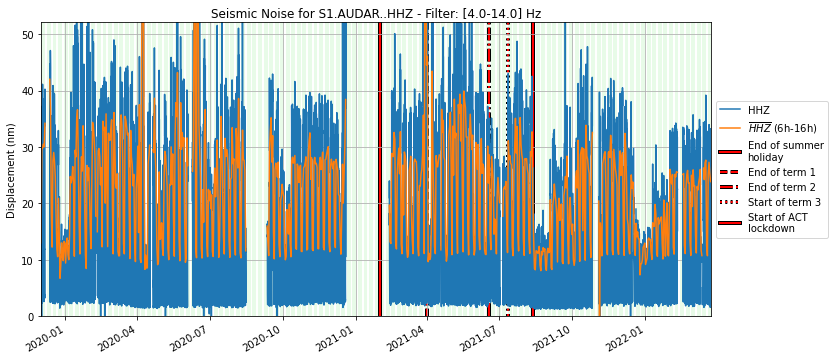 Seismic Noise for S1.AUDAR..HHZ - Filter: [4.0-14.0] Hz
Displacement (nm)
50
40
30
20
10
0
2020-01
2020-04
2020-07
2020-10
2021-01
2021-04
2021-07
2021-10
2022-01
HHZ
HHZ (6h-16h)
End of summer
holiday
End of term 1
End of term 2
Start of term 3
Start of ACT
lockdown